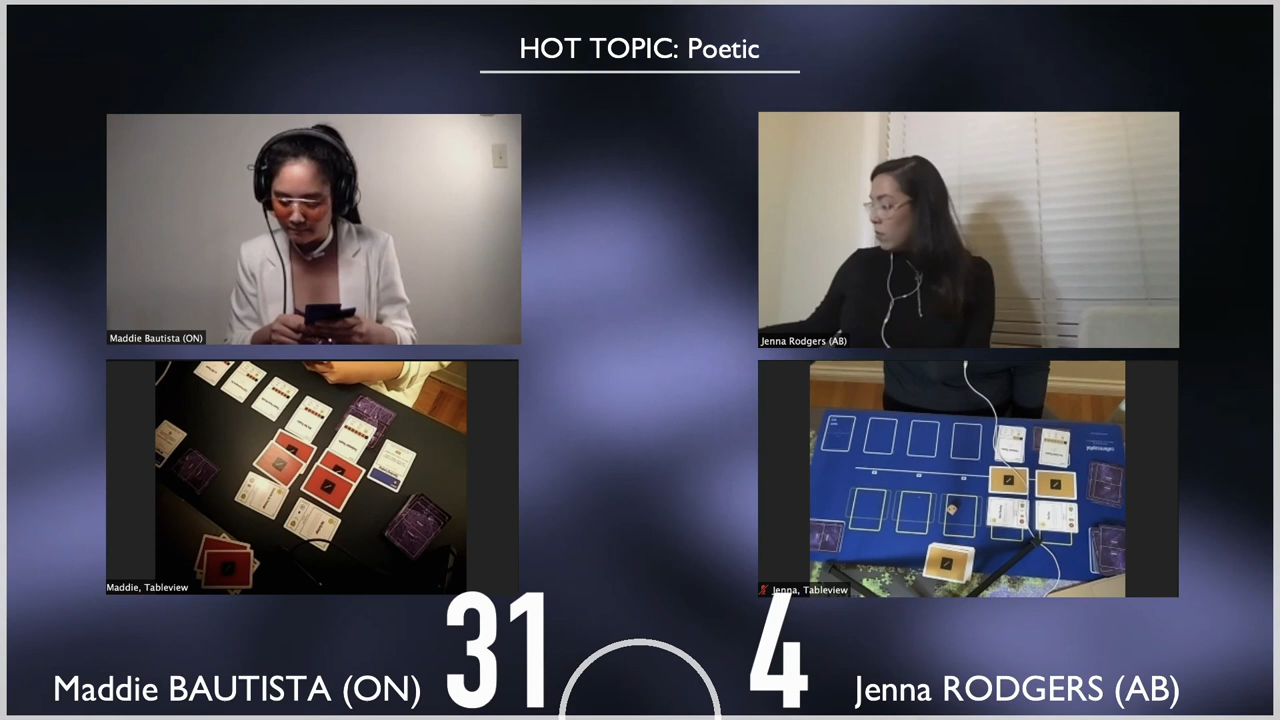 HOT TOPIC: Poetic
Maddie Bautista (ON)
Jenna Rodgers (AB)
Maddie, Tableview
Jenna, Tableview
31
4
Maddie BAUTISTA (ON)
Jenna RODGERS (AB)